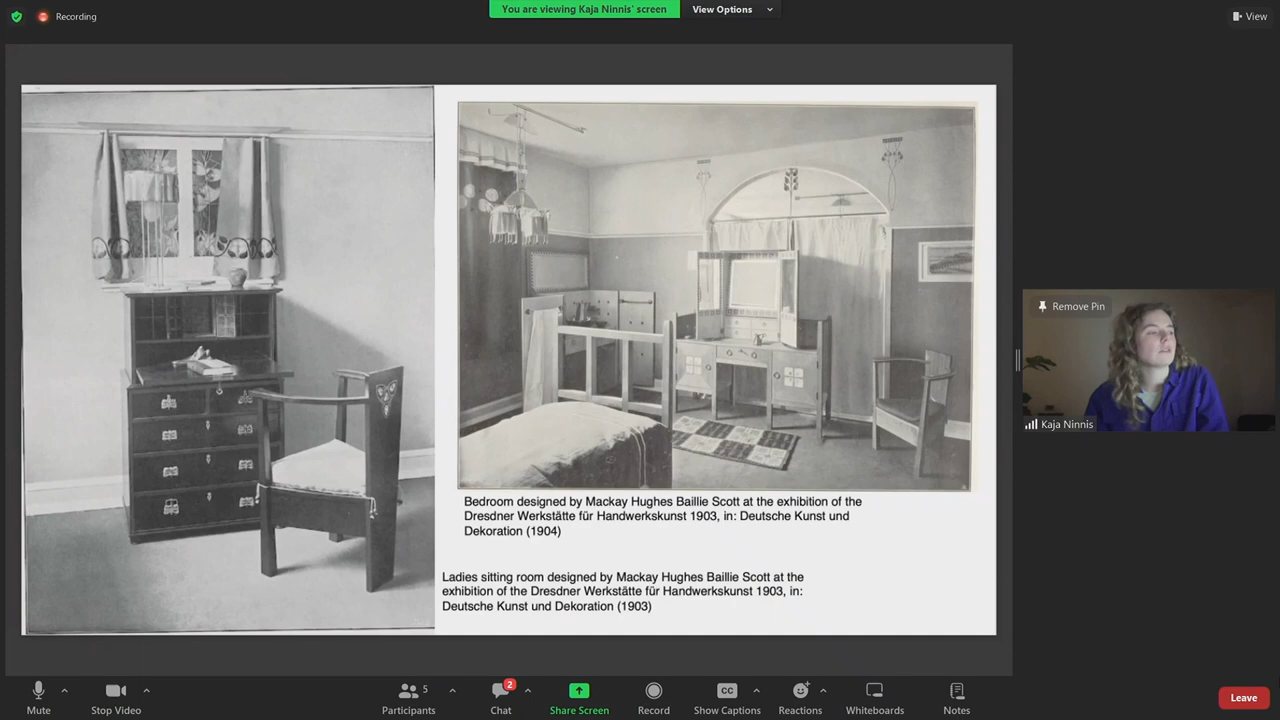 Recording
You are viewing Kaja Ninnis' screen
View Options
View
Bedroom designed by Mackay Hughes Baillie Scott at the exhibition of the
Dresdner Werkstätte für Handwerkskunst 1903, in: Deutsche Kunst und
Dekoration (1904)
Ladies sitting room designed by Mackay Hughes Baillie Scott at the
exhibition of the Dresdner Werkstätte für Handwerkskunst 1903, in:
Deutsche Kunst und Dekoration (1903)
Remove Pin
Kaja Ninnis
Mute
Stop Video
Participants
5
Chat
2
Share Screen
Record
CC
Show Captions
Reactions
Whiteboards
Notes
Leave